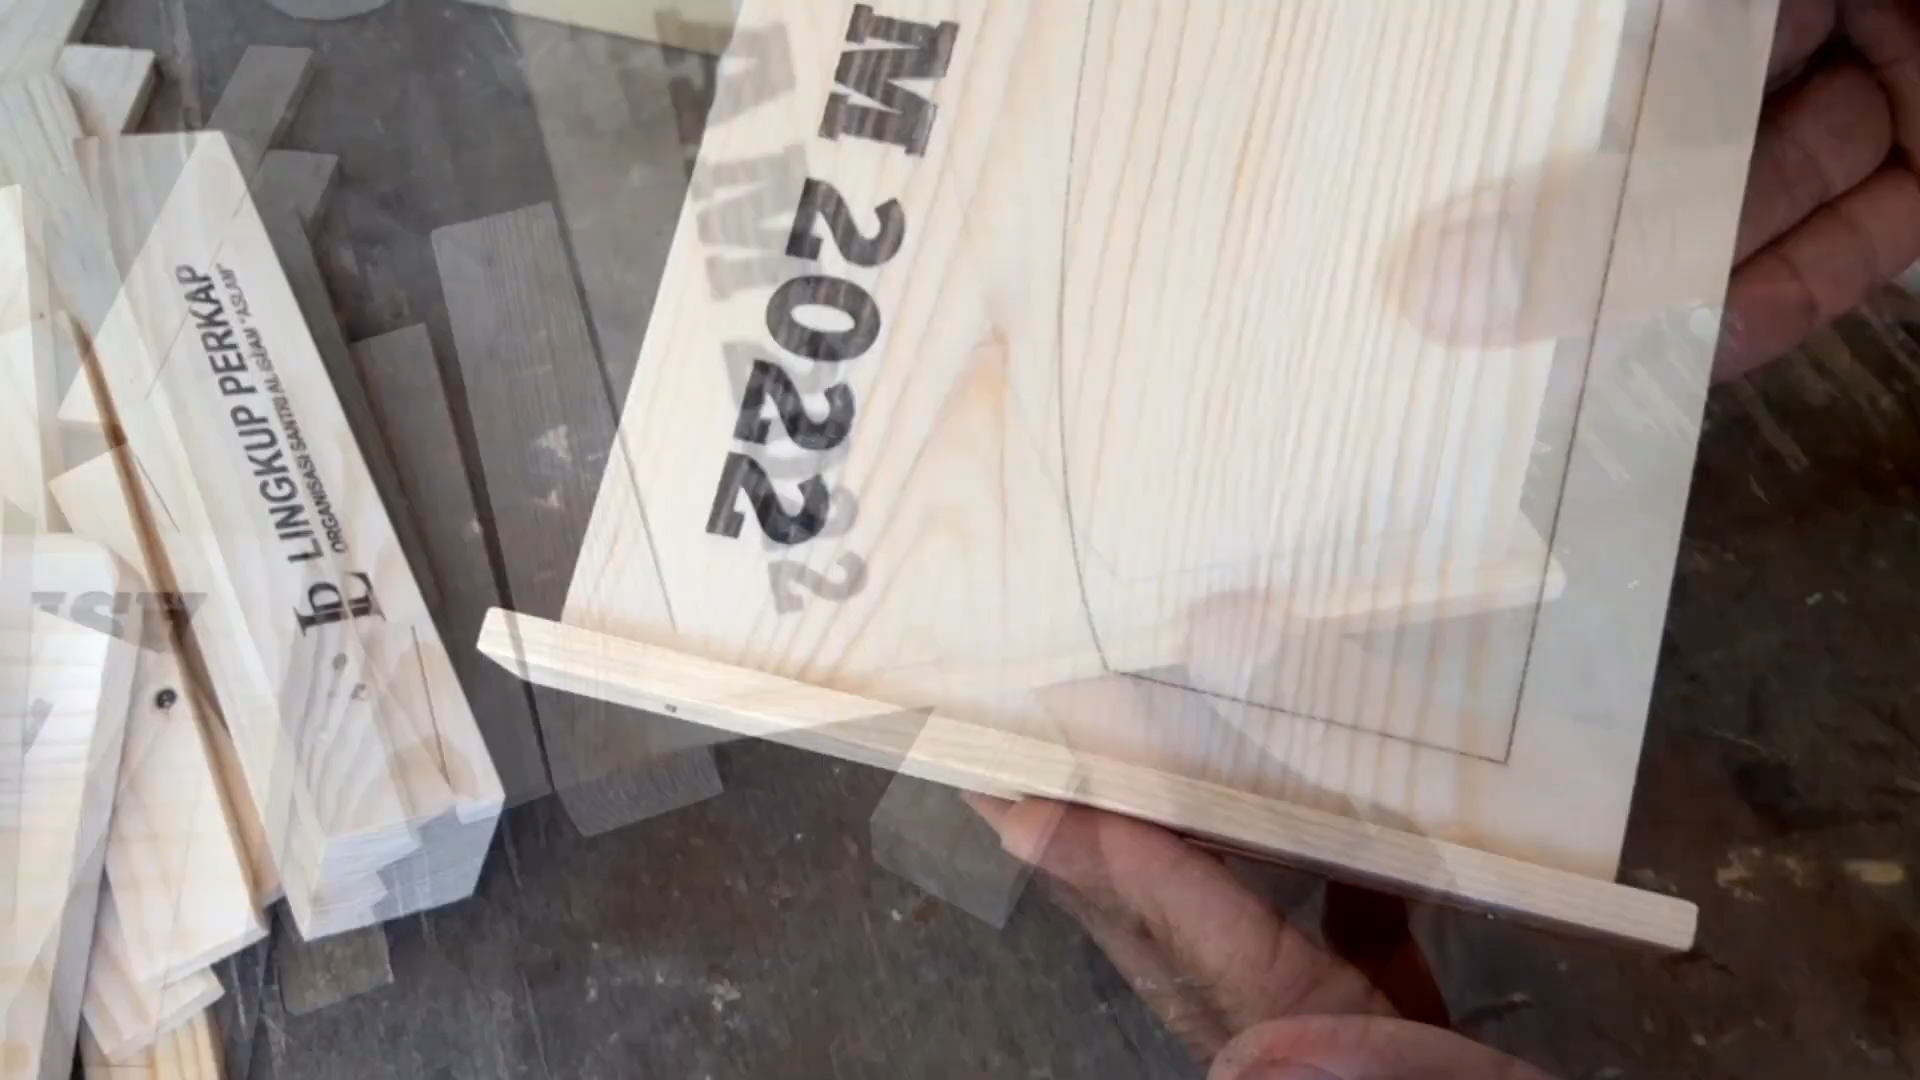 M 2022
LINGKUP PERKAP
ORGANISASI SANTRI AL ISLAM "ASLAM"